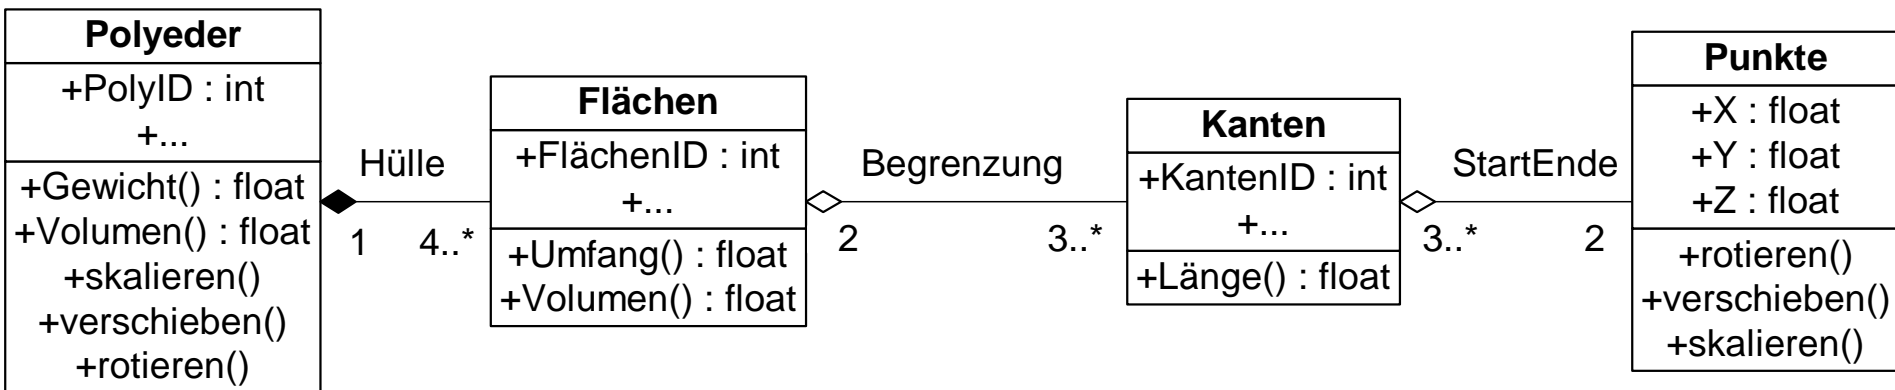 Polyeder
+PolyID : int
+...
+Gewicht() : float
+Volumen() : float
+skalieren()
+verschieben()
+rotieren()
Hülle
1
4..*
Flächen
+FlächenID : int
+...
+Umfang() : float
+Volumen() : float
Begrenzung
2
3..*
Kanten
+KantenID : int
+...
+Länge() : float
StartEnde
3..*
2
Punkte
+X : float
+Y : float
+Z : float
+rotieren()
+verschieben()
+skalieren()